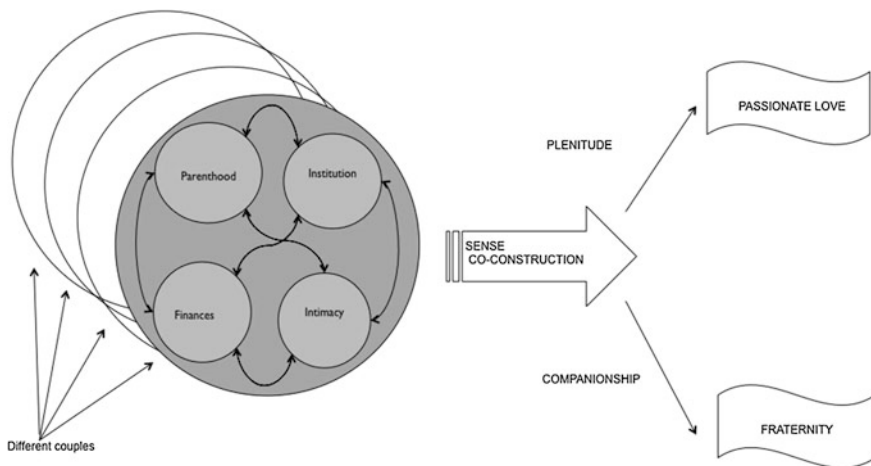 PASSIONATE LOVE
PLENITUDE
Parenthood
Institution
SENSE
CO-CONSTRUCTION
Finances
Intimacy
COMPANIONSHIP
FRATERNITY
Different couples